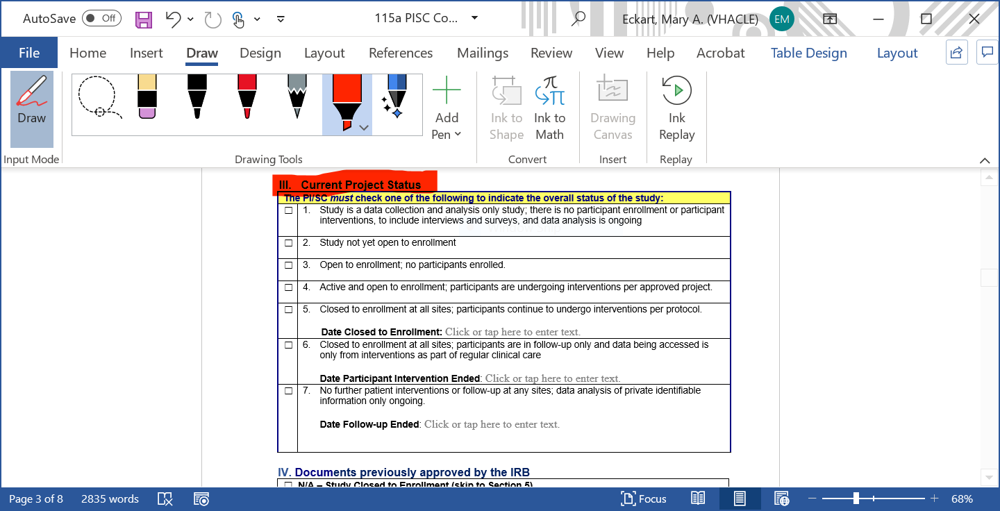 AutoSave Off 115a PISC Co... Eckart, Mary A. (VHACLE) EM
File Home Insert Draw Design Layout References Mailings Review View Help Acrobat Table Design Layout
Draw
Add Pen
Ink to Shape
Ink to Math
Drawing Canvas
Ink Replay
Input Mode Drawing Tools Convert Insert Replay
III. Current Project Status
The PI/SC must check one of the following to indicate the overall status of the study:
☐ 1. Study is a data collection and analysis only study; there is no participant enrollment or participant
interventions, to include interviews and surveys, and data analysis is ongoing
Window Snip
☐ 2. Study not yet open to enrollment
☐ 3. Open to enrollment; no participants enrolled.
☐ 4. Active and open to enrollment; participants are undergoing interventions per approved project.
☐ 5. Closed to enrollment at all sites; participants continue to undergo interventions per protocol.
Date Closed to Enrollment: Click or tap here to enter text.
☐ 6. Closed to enrollment at all sites; participants are in follow-up only and data being accessed is
only from interventions as part of regular clinical care
Date Participant Intervention Ended: Click or tap here to enter text.
☐ 7. No further patient interventions or follow-up at any sites; data analysis of private identifiable
information only ongoing.
Date Follow-up Ended: Click or tap here to enter text.
IV. Documents previously approved by the IRB
☐ N/A – Study Closed to Enrollment (skip to Section 5)
Page 3 of 8 2835 words Focus 68%